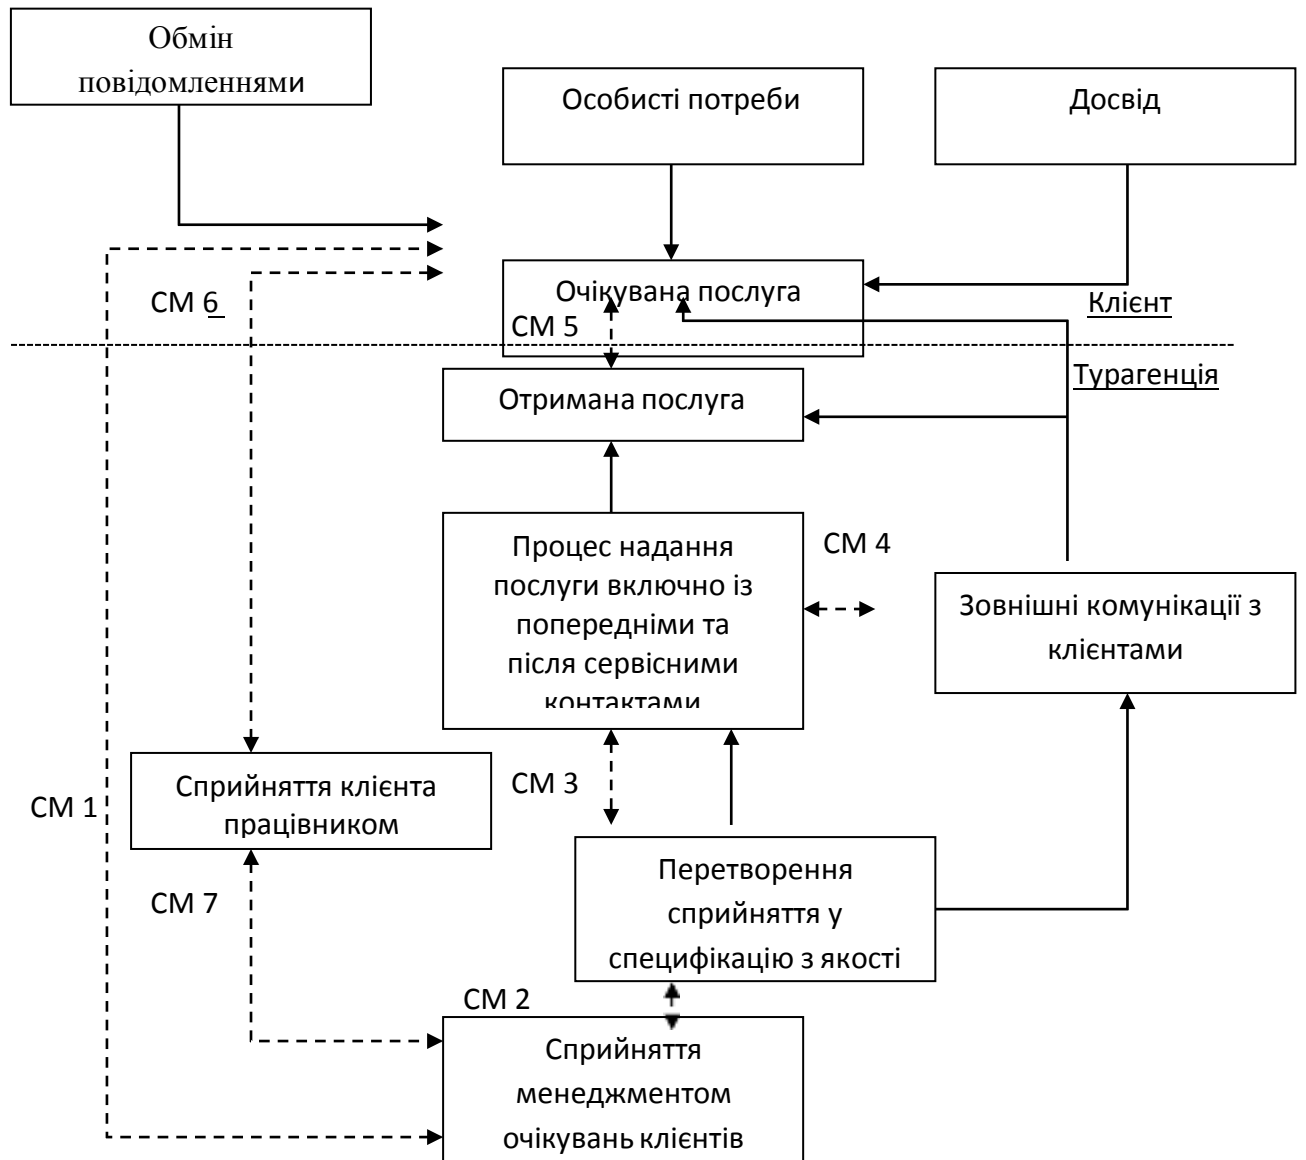 Обмін
повідомленнями
Особисті потреби
Досвід
Очікувана послуга
СМ 6
СМ 5
Клієнт
Турагенція
Отримана послуга
Процес надання
послуги включно із
попередніми та
після сервісними
контактами
СМ 4
Зовнішні комунікації з
клієнтами
СМ 3
Сприйняття клієнта
працівником
СМ 1
СМ 7
Перетворення
сприйняття у
специфікацію з якості
СМ 2
Сприйняття
менеджментом
очікувань клієнтів